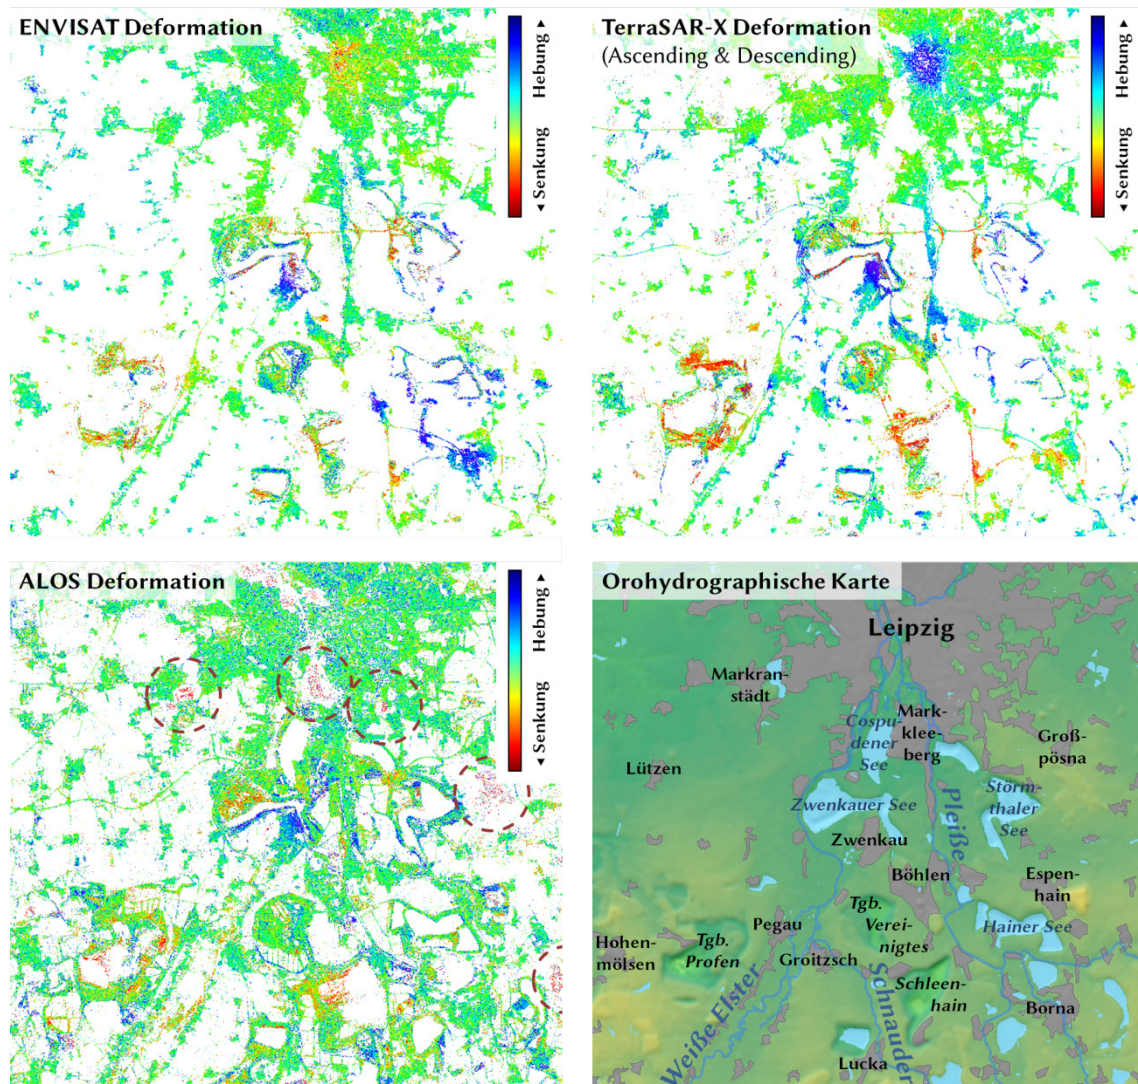 ENVISAT Deformation
◄ Senkung Hebung ►
TerraSAR-X Deformation
(Ascending & Descending)
◄ Senkung Hebung ►
ALOS Deformation
◄ Senkung Hebung ►
Orohydrographische Karte
Leipzig
Markran-
städt
Cospu-
dener
See
Mark-
klee-
berg
Groß-
pösna
Lützen
Zwenkauer See
Störm-
thaler
See
Pleiße
Zwenkau
Böhlen
Espen-
hain
Pegau
Tgb.
Verei-
nigtes
Hainer See
Hohen-
mölsen
Tgb.
Profen
Groitzsch
Schleen-
hain
Weiße Elster
Schnauder
Borna
Lucka